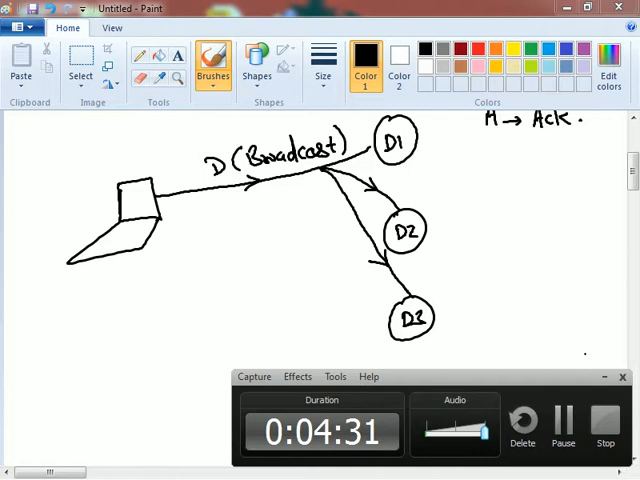 Untitled - Paint
Home View
Paste
Select
Brushes
Shapes
Size
Color 1
Color 2
Edit colors
Clipboard
Image
Tools
Shapes
Colors
M → Ack.
D (Broadcast)
D1
D2
D3
Capture Effects Tools Help
Duration
Audio
0:04:31
Delete
Pause
Stop